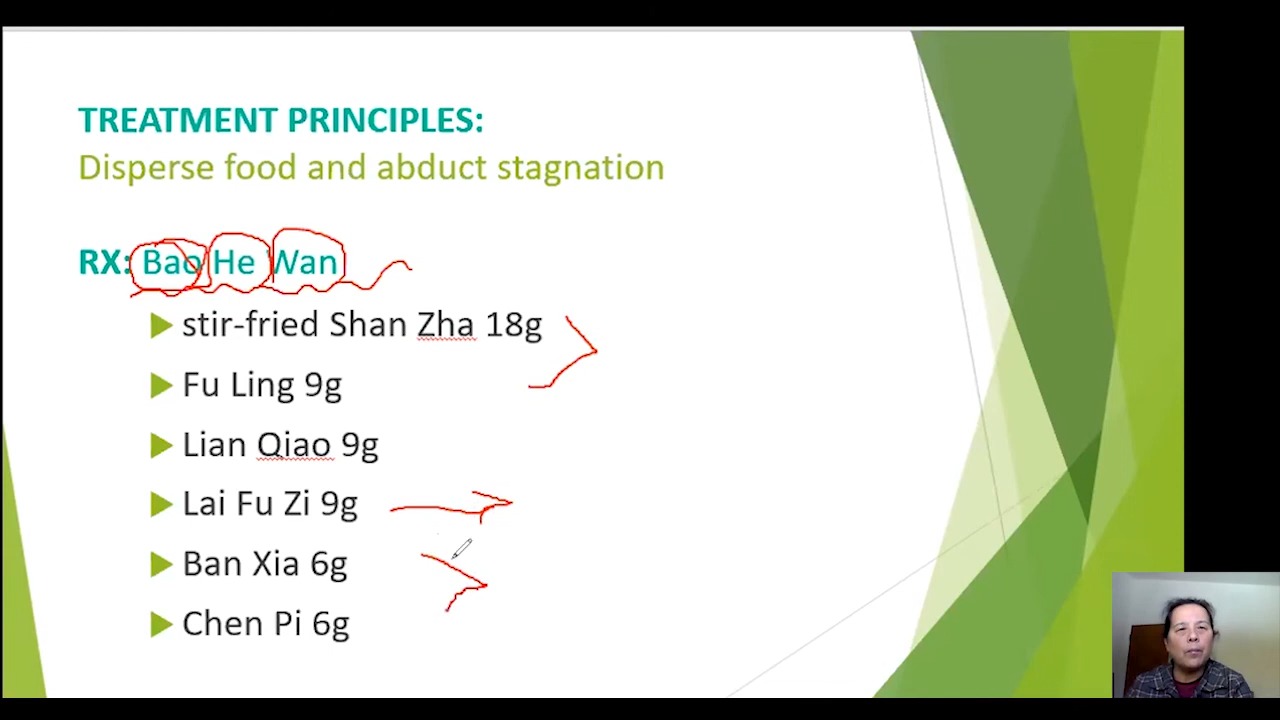 TREATMENT PRINCIPLES:
Disperse food and abduct stagnation
RX: Bao He Wan
stir-fried Shan Zha 18g
Fu Ling 9g
Lian Qiao 9g
Lai Fu Zi 9g
Ban Xia 6g
Chen Pi 6g